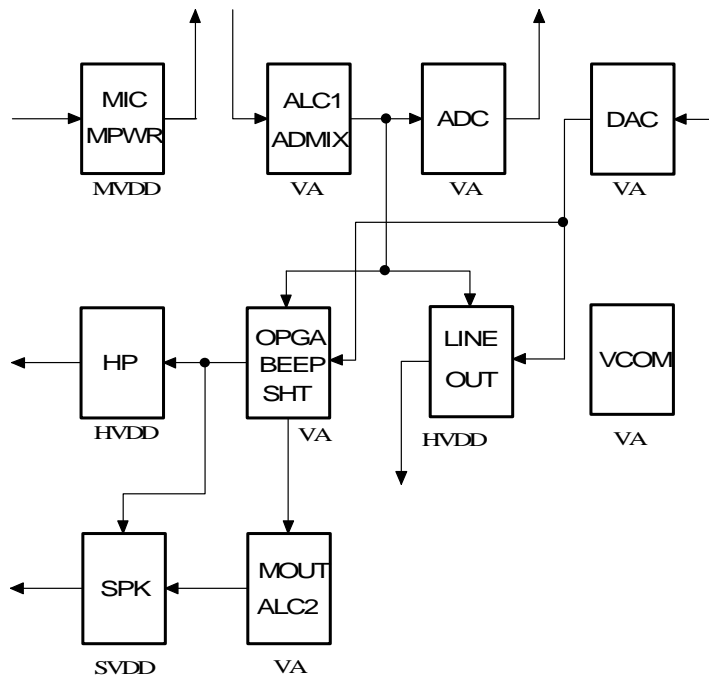 MIC
MPWR
MVDD
ALC1
ADMIX
VA
ADC
VA
DAC
VA
HP
HVDD
OPGA
BEEP
SHT
VA
LINE
OUT
HVDD
VCOM
VA
SPK
SVDD
MOUT
ALC2
VA